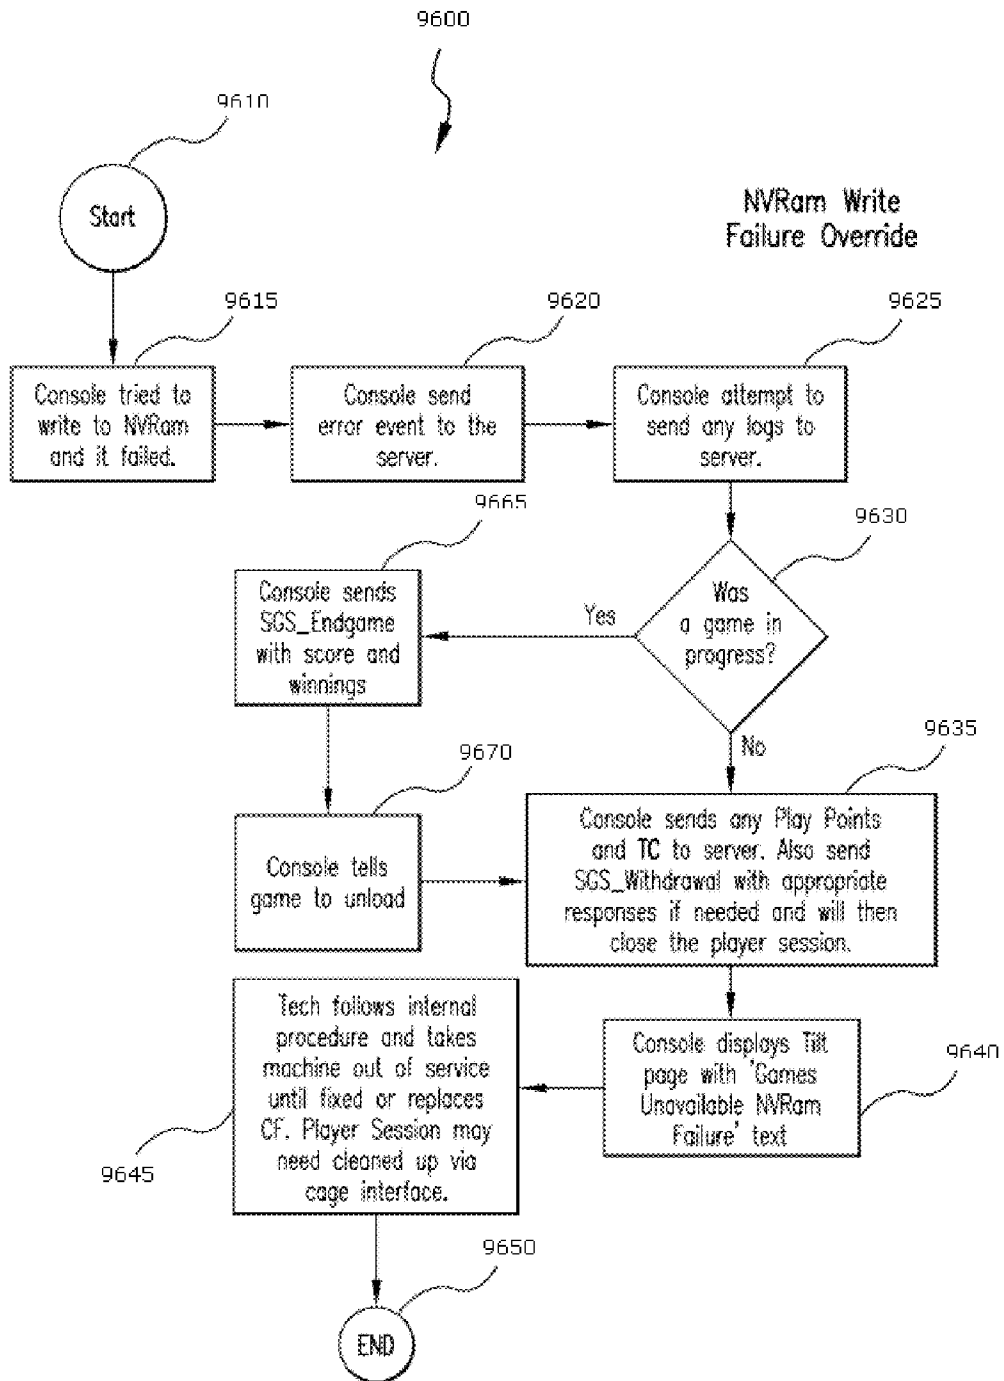 9600
9610
Start
NVRam Write
Failure Override
9615
9620
9625
Console tried to
write to NVRam
and it failed.
Console send
error event to the
server.
Console attempt to
send any logs to
server.
9630
Was
a game in
progress?
Yes
No
9665
Console sends
SGS_Endgame
with score and
winnings
9670
Console tells
game to unload
9635
Console sends any Play Points
and TC to server. Also send
SGS_Withdrawal with appropriate
responses if needed and will then
close the player session.
9640
Console displays Tilt
page with 'Games
Unavailable NVRam
Failure' text
9645
Tech follows internal
procedure and takes
machine out of service
until fixed or replaces
CF. Player Session may
need cleaned up via
cage interface.
9650
END